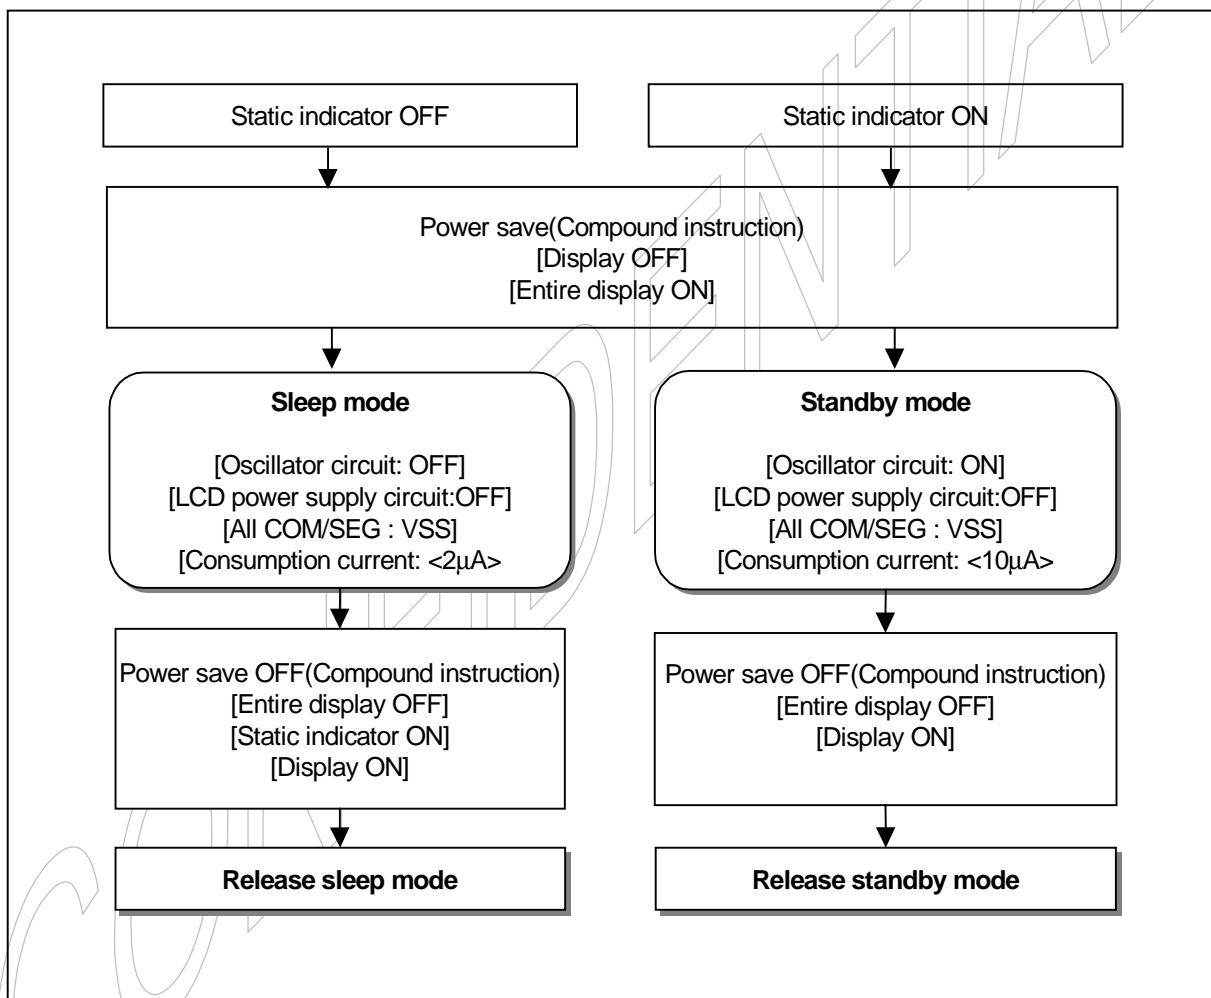 Static indicator OFF
Static indicator ON
Power save(Compound instruction)
[Display OFF]
[Entire display ON]
Sleep mode
[Oscillator circuit: OFF]
[LCD power supply circuit:OFF]
[All COM/SEG : VSS]
[Consumption current: <2μA>
Standby mode
[Oscillator circuit: ON]
[LCD power supply circuit:OFF]
[All COM/SEG : VSS]
[Consumption current: <10μA>
Power save OFF(Compound instruction)
[Entire display OFF]
[Static indicator ON]
[Display ON]
Power save OFF(Compound instruction)
[Entire display OFF]
[Display ON]
Release sleep mode
Release standby mode